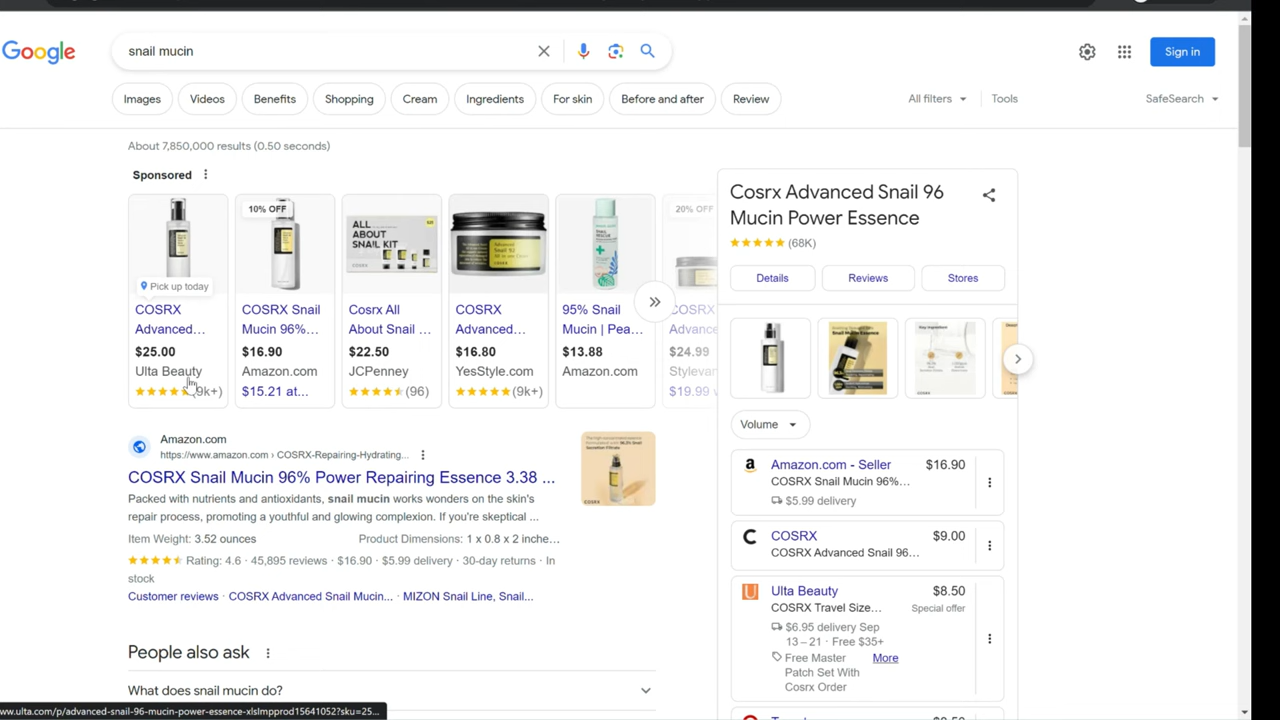 Google
snail mucin
Sign in
Images
Videos
Benefits
Shopping
Cream
Ingredients
For skin
Before and after
Review
All filters
Tools
SafeSearch
About 7,850,000 results (0.50 seconds)
Sponsored
Pick up today
COSRX
Advanced...
$25.00
Ulta Beauty
(9k+)
10% OFF
COSRX Snail
Mucin 96%...
$16.90
Amazon.com
$15.21 at...
ALL
ABOUT
SNAIL KIT
Cosrx All
About Snail ...
$22.50
JCPenney
(96)
COSRX
Advanced...
$16.80
YesStyle.com
(9k+)
95% Snail
Mucin | Pea...
$13.88
Amazon.com
20% OFF
COSRX
Advance
$24.99
Stylevan
$19.99 w
Amazon.com
https://www.amazon.com › COSRX-Repairing-Hydrating...
COSRX Snail Mucin 96% Power Repairing Essence 3.38 ...
Packed with nutrients and antioxidants, snail mucin works wonders on the skin's
repair process, promoting a youthful and glowing complexion. If you're skeptical ...
Item Weight: 3.52 ounces
Product Dimensions: 1 x 0.8 x 2 inche...
Rating: 4.6 · 45,895 reviews · $16.90 · $5.99 delivery · 30-day returns · In
stock
Customer reviews · COSRX Advanced Snail Mucin... · MIZON Snail Line, Snail...
People also ask
What does snail mucin do?
ww.ulta.com/p/advanced-snail-96-mucin-power-essence-xlsImpprod15641052?sku=25...
Cosrx Advanced Snail 96
Mucin Power Essence
(68K)
Details
Reviews
Stores
Volume
Amazon.com - Seller
$16.90
COSRX Snail Mucin 96%...
$5.99 delivery
COSRX
$9.00
COSRX Advanced Snail 96...
Ulta Beauty
$8.50
COSRX Travel Size...
Special offer
$6.95 delivery Sep
13 – 21 · Free $35+
Free Master
More
Patch Set With
Cosrx Order